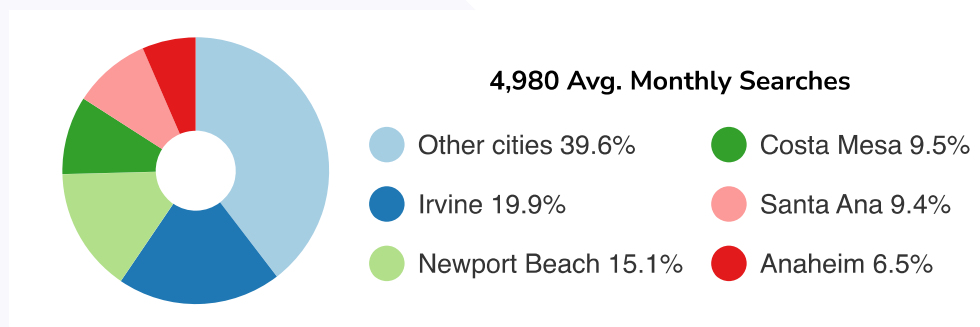 4,980 Avg. Monthly Searches
Other cities 39.6%
Costa Mesa 9.5%
Irvine 19.9%
Santa Ana 9.4%
Newport Beach 15.1%
Anaheim 6.5%